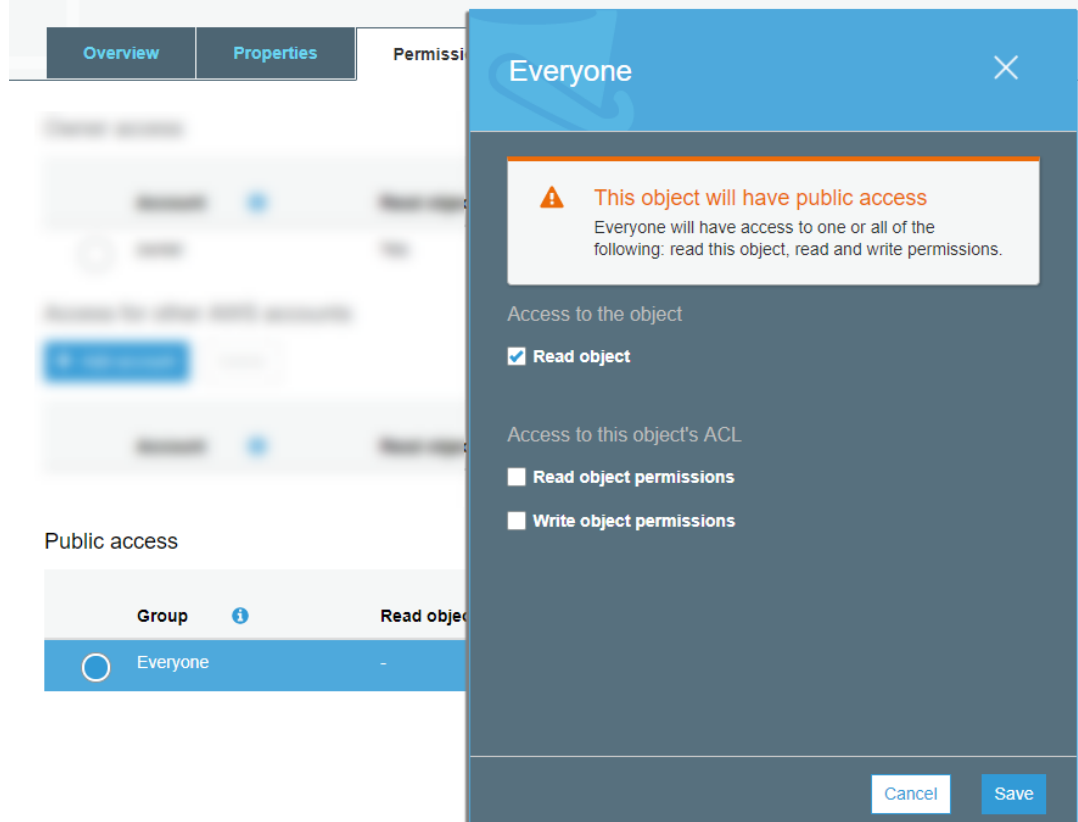 Overview
Properties
Permissi
Everyone
This object will have public access
Everyone will have access to one or all of the
following: read this object, read and write permissions.
Access to the object
Read object
Access to this object's ACL
Read object permissions
Write object permissions
Public access
Group
Read objec
Everyone
-
Cancel
Save